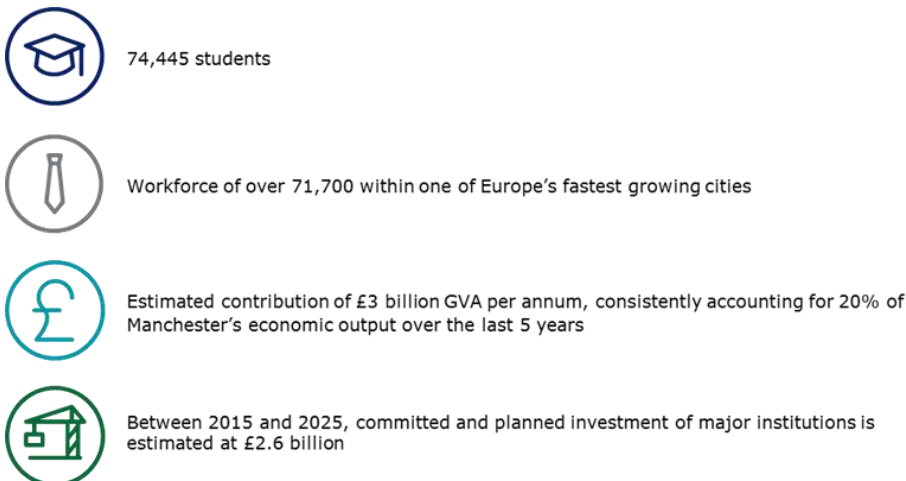 74,445 students
Workforce of over 71,700 within one of Europe’s fastest growing cities
Estimated contribution of £3 billion GVA per annum, consistently accounting for 20% of
Manchester’s economic output over the last 5 years
Between 2015 and 2025, committed and planned investment of major institutions is
estimated at £2.6 billion